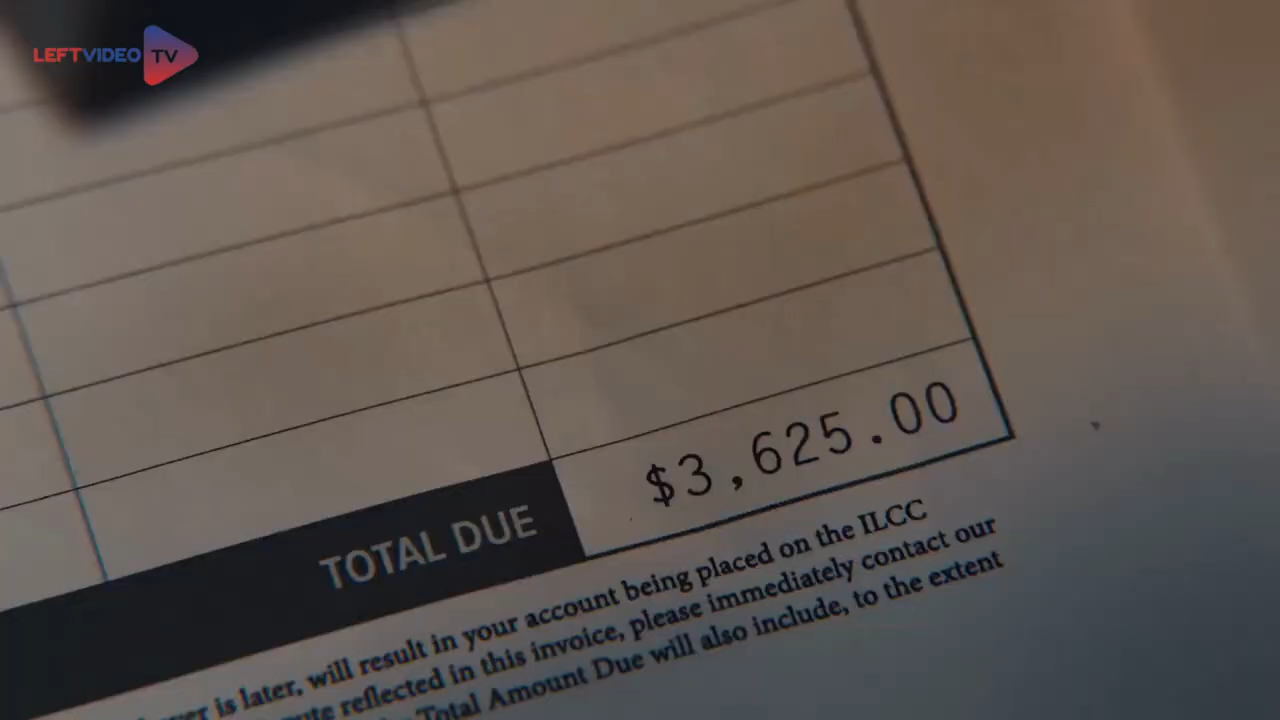 LEFTVIDEO TV
$3,625.00
TOTAL DUE
is later, will result in your account being placed on the ILCC
reflected in this invoice, please immediately contact our
Total Amount Due will also include, to the extent